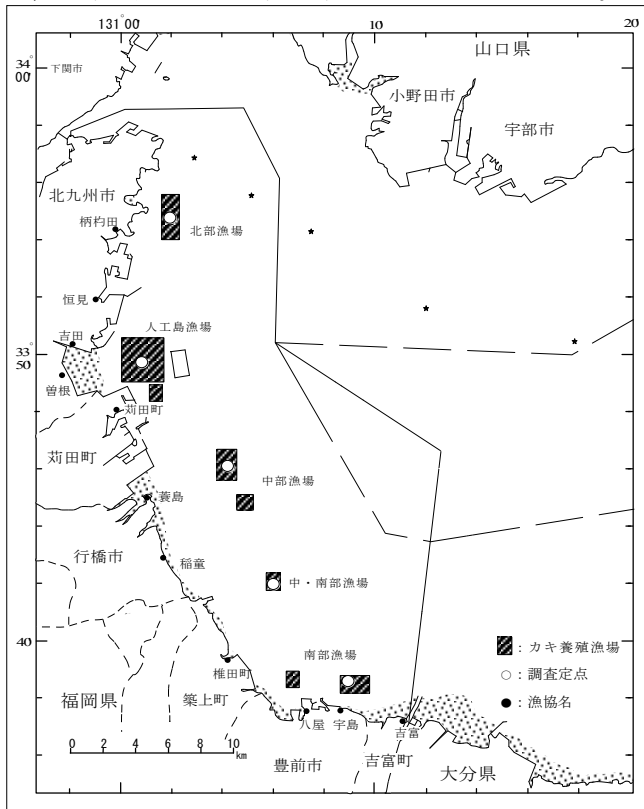 131°00′
10
20
34°
00′
山口県
下関市
小野田市
宇部市
北九州市
柄杓田
北部漁場
恒見
人工島漁場
吉田
33°
50′
曽根
苅田町
苅田町
中部漁場
蓑島
行橋市
稲童
中・南部漁場
40
南部漁場
：カキ養殖漁場
：調査定点
：漁協名
椎田町
福岡県
築上町
八屋
宇島
吉富
0 2 4 6 8 10
km
豊前市
吉富町
大分県